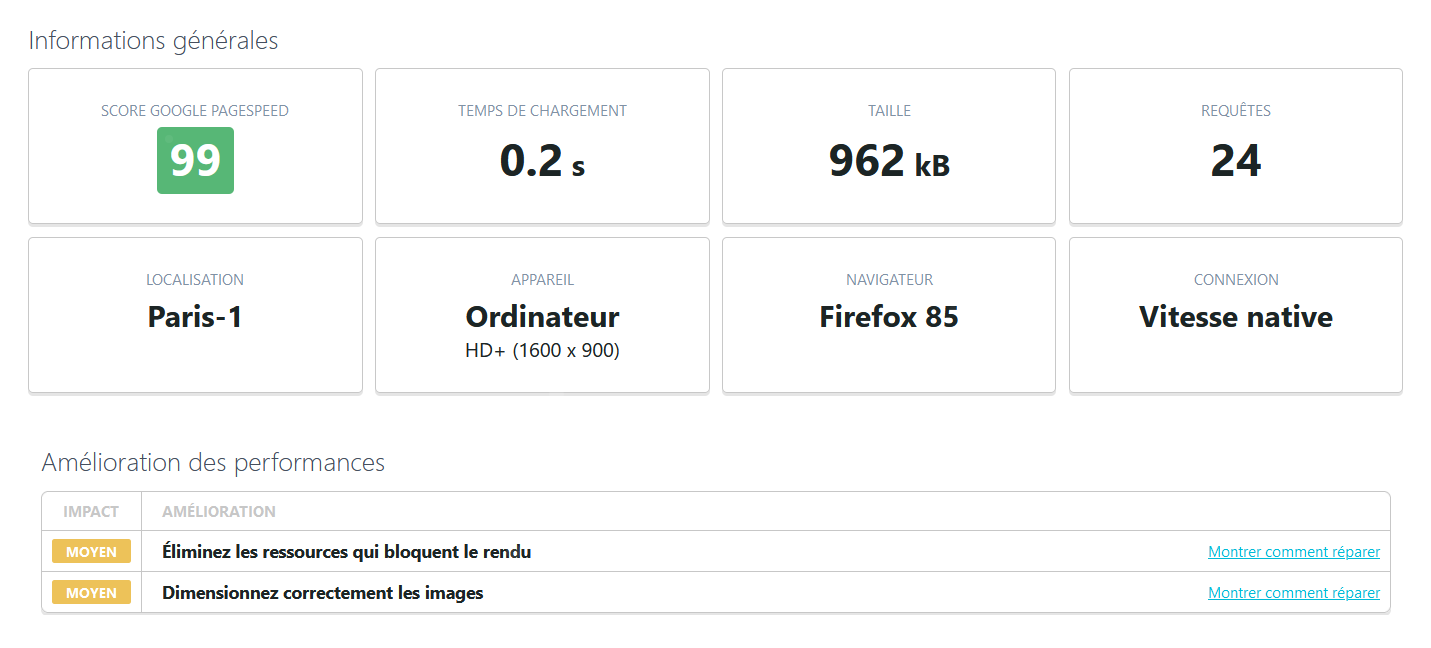 Informations générales
SCORE GOOGLE PAGESPEED
99
TEMPS DE CHARGEMENT
0.2 s
TAILLE
962 kB
REQUÊTES
24
LOCALISATION
Paris-1
APPAREIL
Ordinateur
HD+ (1600 x 900)
NAVIGATEUR
Firefox 85
CONNEXION
Vitesse native
Amélioration des performances
IMPACT AMÉLIORATION
MOYEN Éliminez les ressources qui bloquent le rendu Montrer comment réparer
MOYEN Dimensionnez correctement les images Montrer comment réparer